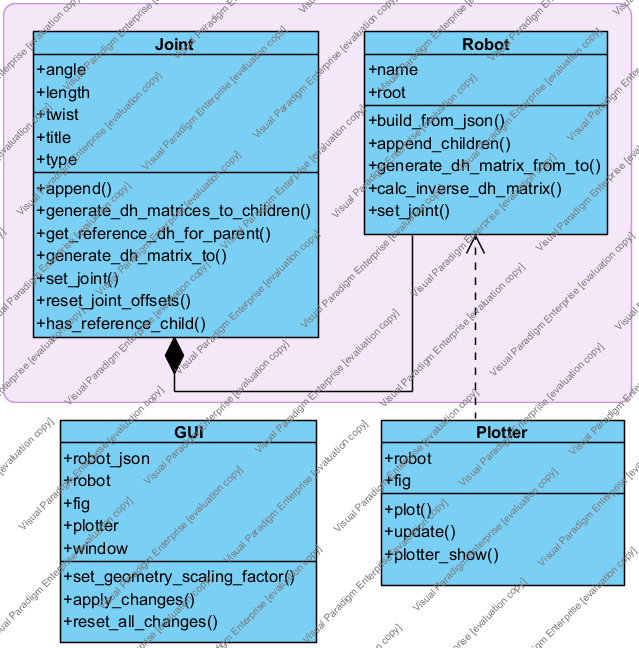 Joint
+angle
+length
+twist
+title
+type
+append()
+generate_dh_matrices_to_children()
+get_reference_dh_for_parent()
+generate_dh_matrix_to()
+set_joint()
+reset_joint_offsets()
+has_reference_child()
Robot
+name
+root
+build_from_json()
+append_children()
+generate_dh_matrix_from_to()
+calc_inverse_dh_matrix()
+set_joint()
GUI
+robot_json
+robot
+fig
+plotter
+window
+set_geometry_scaling_factor()
+apply_changes()
+reset_all_changes()
Plotter
+robot
+fig
+plot()
+update()
+plotter_show()
Visual Paradigm Enterprise [evaluation copy]